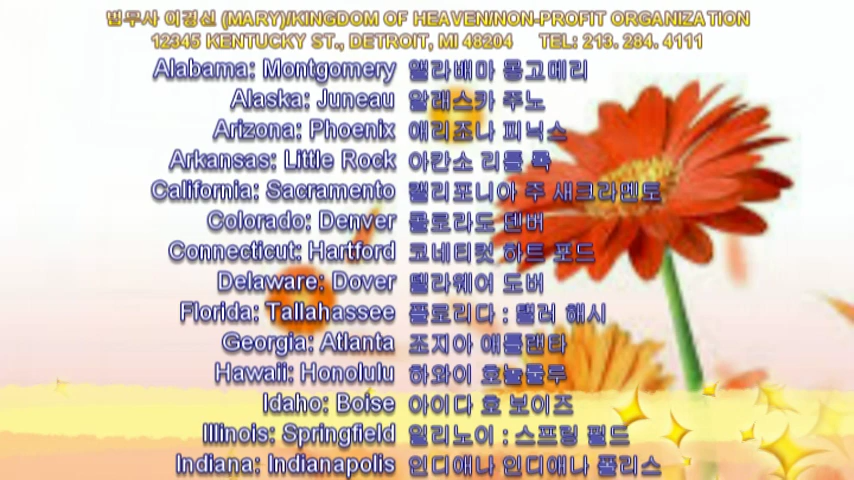 법무사 이경신 (MARY)/KINGDOM OF HEAVEN/NON-PROFIT ORGANIZATION
12345 KENTUCKY ST., DETROIT, MI 48204 TEL: 213. 284. 4111
Alabama: Montgomery 앨라배마 몽고메리
Alaska: Juneau 알래스카 주노
Arizona: Phoenix 애리조나 피닉스
Arkansas: Little Rock 아칸소 리틀 록
California: Sacramento 캘리포니아 주 새크라멘토
Colorado: Denver 콜로라도 덴버
Connecticut: Hartford 코네티컷 하트 포드
Delaware: Dover 델라웨어 도버
Florida: Tallahassee 플로리다 : 탤러 해시
Georgia: Atlanta 조지아 애틀랜타
Hawaii: Honolulu 하와이 호놀룰루
Idaho: Boise 아이다 호 보이즈
Illinois: Springfield 일리노이 : 스프링 필드
Indiana: Indianapolis 인디애나 인디애나 폴리스